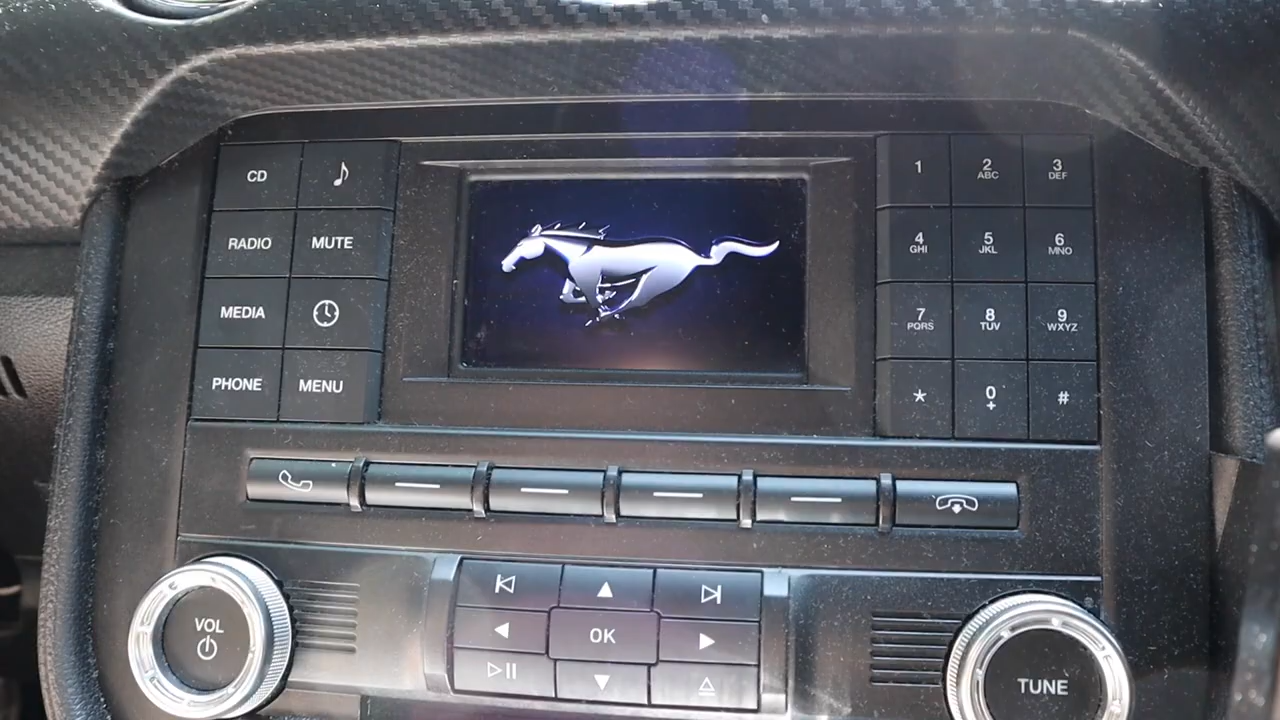 CD
RADIO MUTE
MEDIA
PHONE MENU
1 2 ABC 3 DEF
4 GHI 5 JKL 6 MNO
7 PQRS 8 TUV 9 WXYZ
* 0 + #
VOL
OK
TUNE